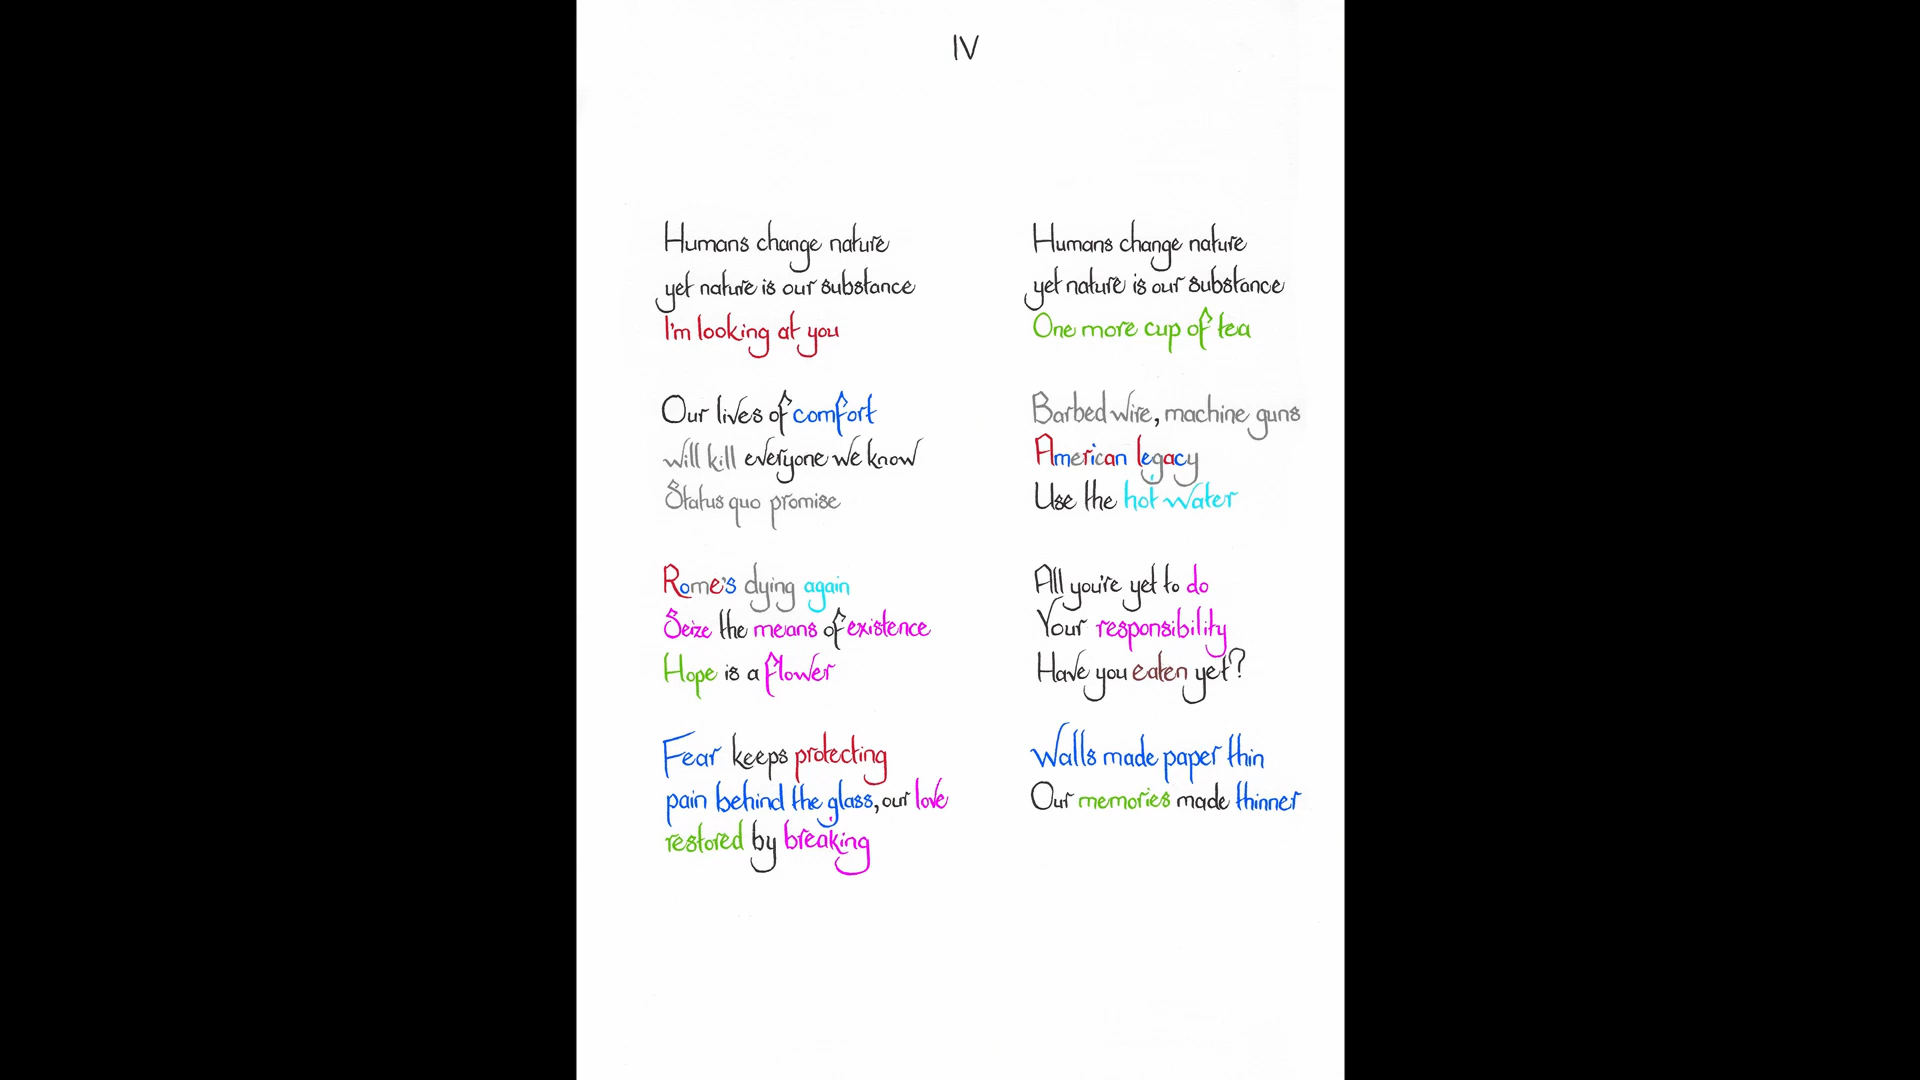 IV
Humans change nature
yet nature is our substance
I'm looking at you
Our lives of comfort
will kill everyone we know
Status quo promise
Rome's dying again
Seize the means of existence
Hope is a flower
Fear keeps protecting
pain behind the glass, our love
restored by breaking
Humans change nature
yet nature is our substance
One more cup of tea
Barbed wire, machine guns
American legacy
Use the hot water
All you're yet to do
Your responsibility
Have you eaten yet?
Walls made paper thin
Our memories made thinner